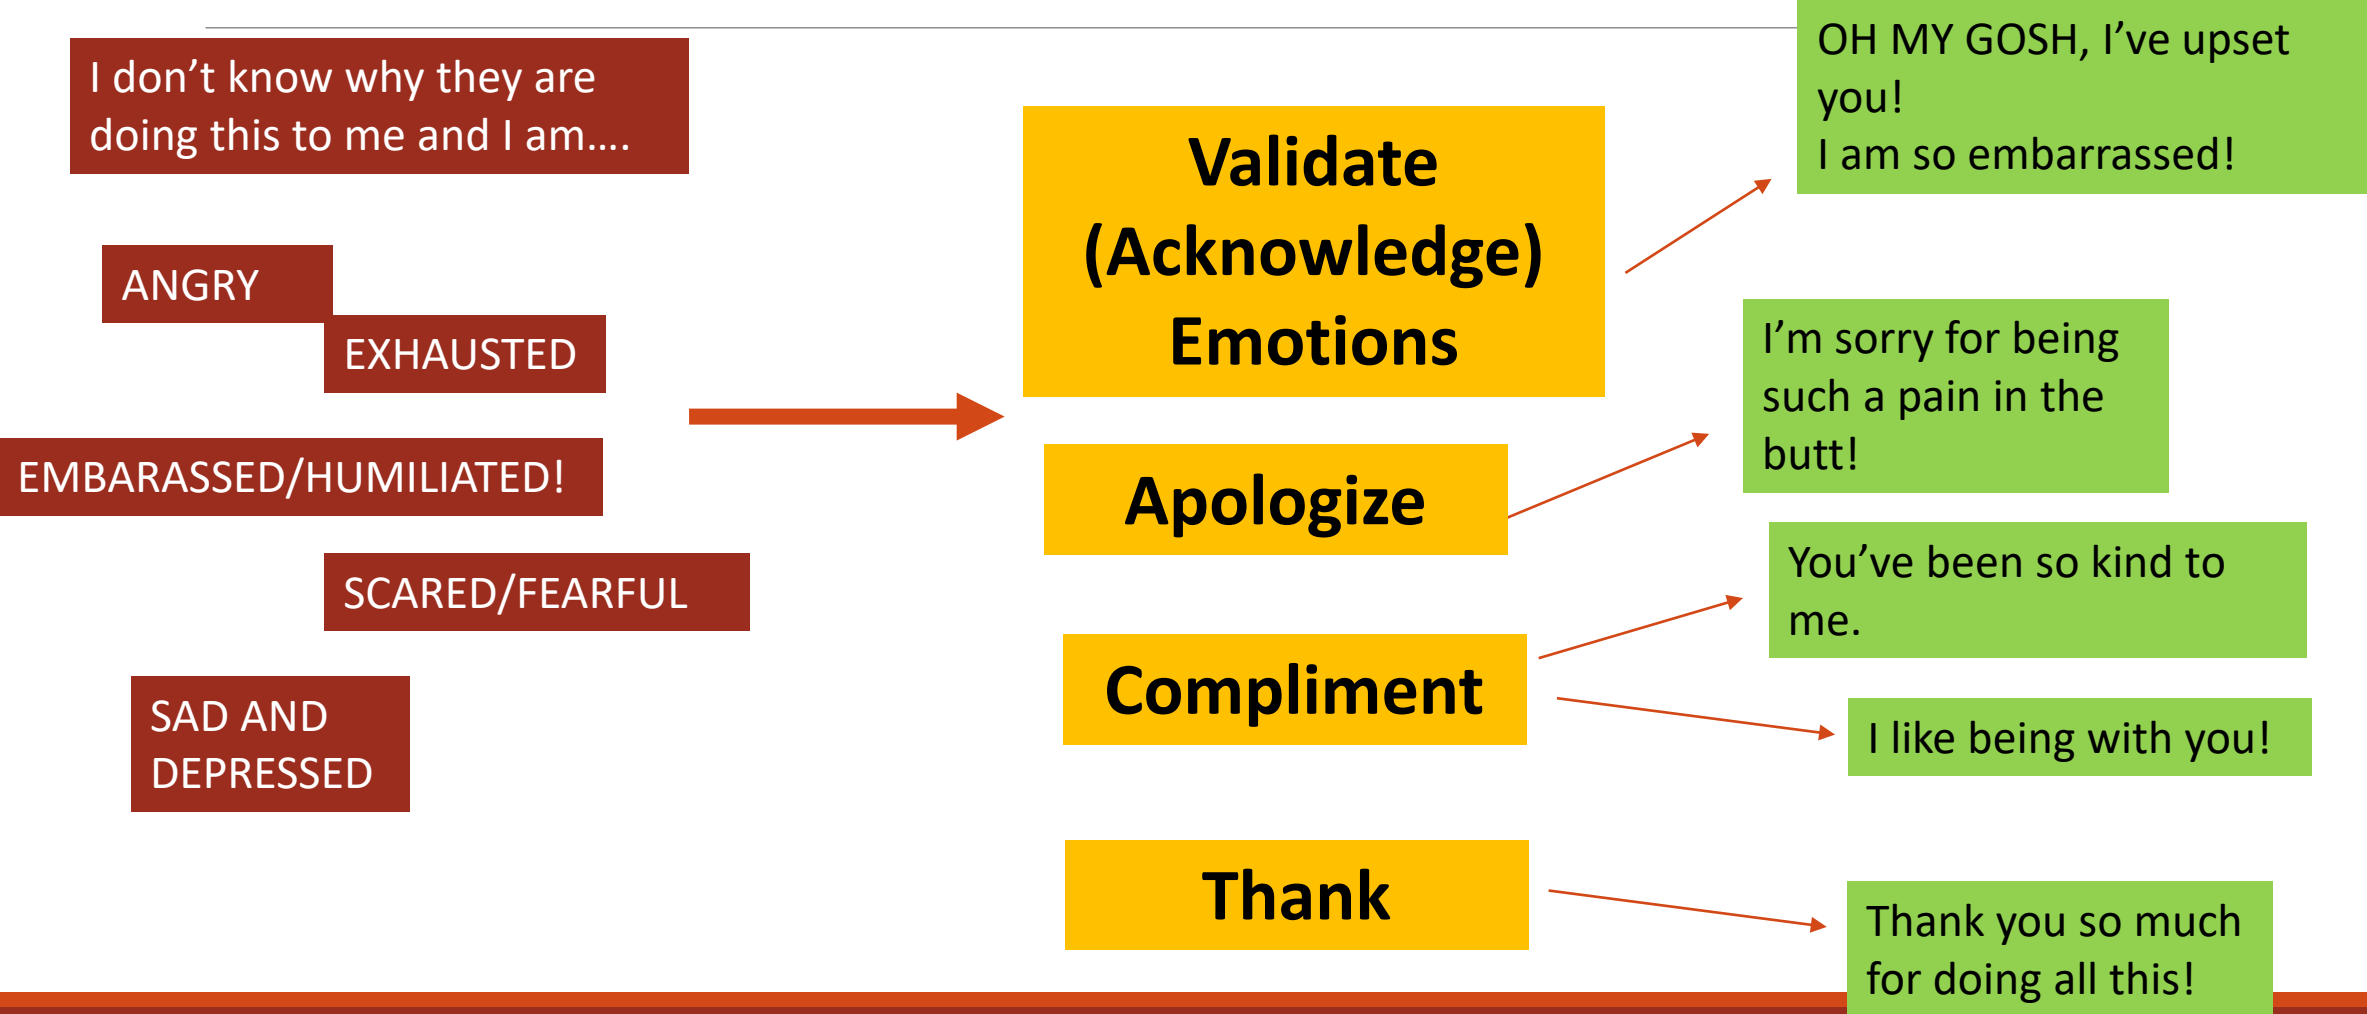 I don’t know why they are
doing this to me and I am....
ANGRY
EXHAUSTED
EMBARASSED/HUMILIATED!
SCARED/FEARFUL
SAD AND
DEPRESSED
Validate
(Acknowledge)
Emotions
Apologize
Compliment
Thank
OH MY GOSH, I’ve upset
you!
I am so embarrassed!
I’m sorry for being
such a pain in the
butt!
You’ve been so kind to
me.
I like being with you!
Thank you so much
for doing all this!